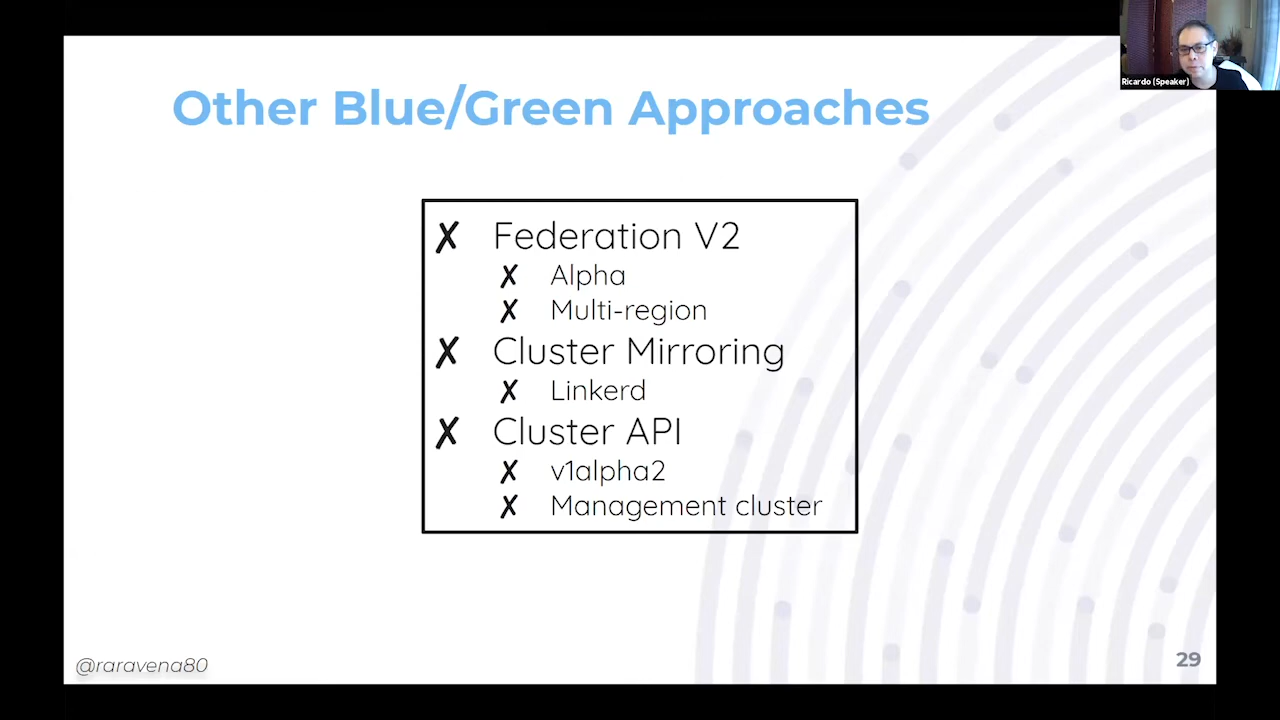 Ricardo (Speaker)
Other Blue/Green Approaches
✗ Federation V2
✗ Alpha
✗ Multi-region
✗ Cluster Mirroring
✗ Linkerd
✗ Cluster API
✗ v1alpha2
✗ Management cluster
@raravena80
29